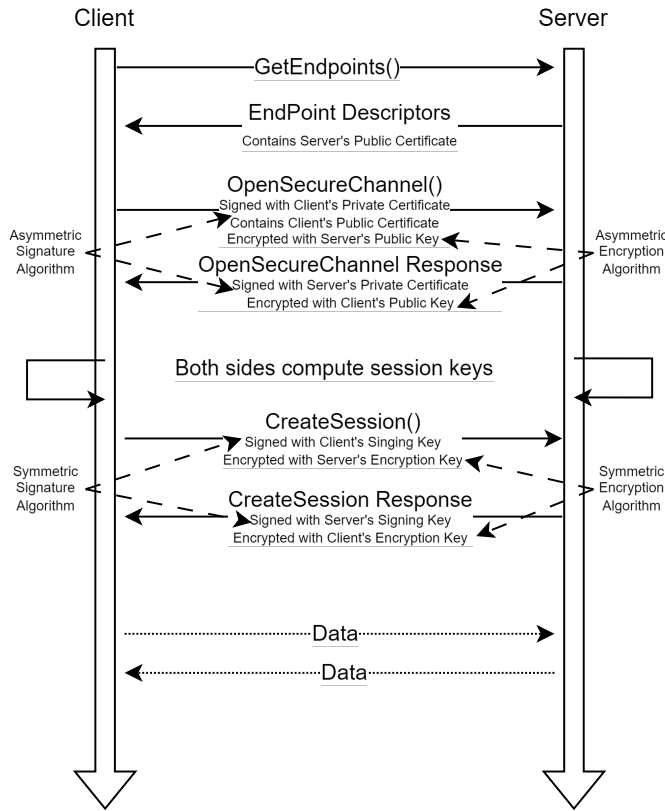 Client
Server
GetEndpoints()
EndPoint Descriptors
Contains Server's Public Certificate
OpenSecureChannel()
Signed with Client's Private Certificate
Contains Client's Public Certificate
Encrypted with Server's Public Key
Asymmetric
Signature
Algorithm
Asymmetric
Encryption
Algorithm
OpenSecureChannel Response
Signed with Server's Private Certificate
Encrypted with Client's Public Key
Both sides compute session keys
CreateSession()
Signed with Client's Singing Key
Encrypted with Server's Encryption Key
Symmetric
Signature
Algorithm
Symmetric
Encryption
Algorithm
CreateSession Response
Signed with Server's Signing Key
Encrypted with Client's Encryption Key
Data
Data